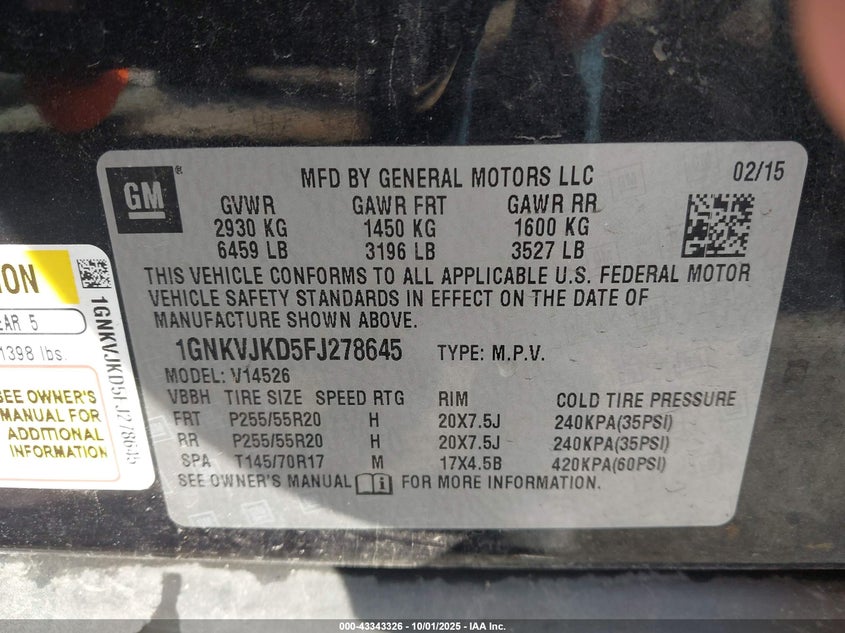 GM
MFD BY GENERAL MOTORS LLC 02/15
GVWR GAWR FRT GAWR RR
2930 KG 1450 KG 1600 KG
6459 LB 3196 LB 3527 LB
THIS VEHICLE CONFORMS TO ALL APPLICABLE U.S. FEDERAL MOTOR
VEHICLE SAFETY STANDARDS IN EFFECT ON THE DATE OF
MANUFACTURE SHOWN ABOVE.
1GNKVJKD5FJ278645 TYPE: M.P.V.
MODEL: V14526
VBBH TIRE SIZE SPEED RTG RIM COLD TIRE PRESSURE
FRT P255/55R20 H 20X7.5J 240KPA(35PSI)
RR P255/55R20 H 20X7.5J 240KPA(35PSI)
SPA T145/70R17 M 17X4.5B 420KPA(60PSI)
SEE OWNER'S MANUAL i FOR MORE INFORMATION.
5
1398 lbs.
SEE OWNER'S
MANUAL FOR
ADDITIONAL
INFORMATION
1GNKVJKD5FJ278645
000-43343326 - 10/01/2025 - IAA Inc.